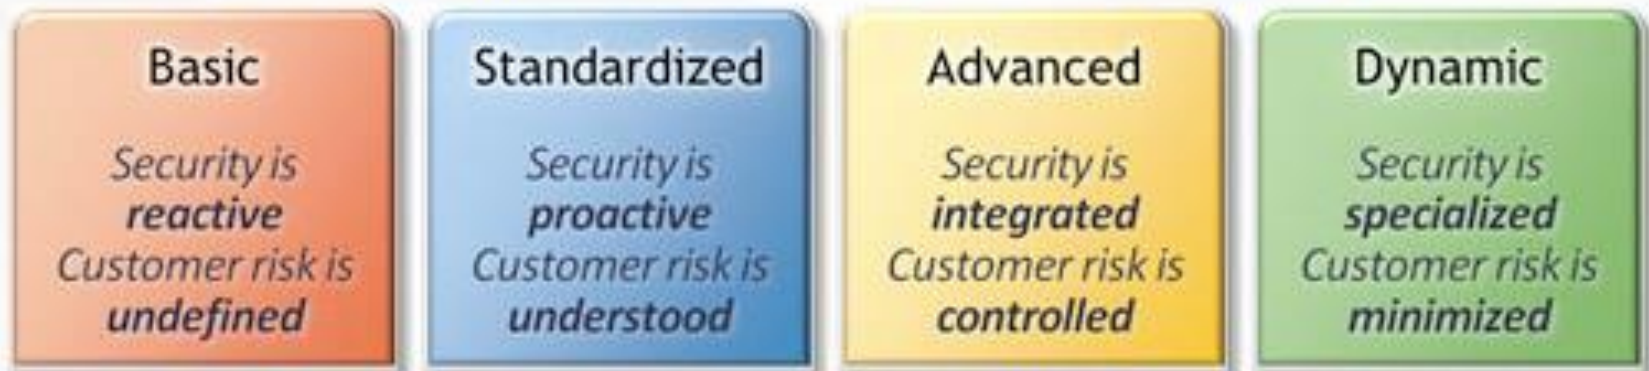 Basic
Security is
reactive
Customer risk is
undefined
Standardized
Security is
proactive
Customer risk is
understood
Advanced
Security is
integrated
Customer risk is
controlled
Dynamic
Security is
specialized
Customer risk is
minimized